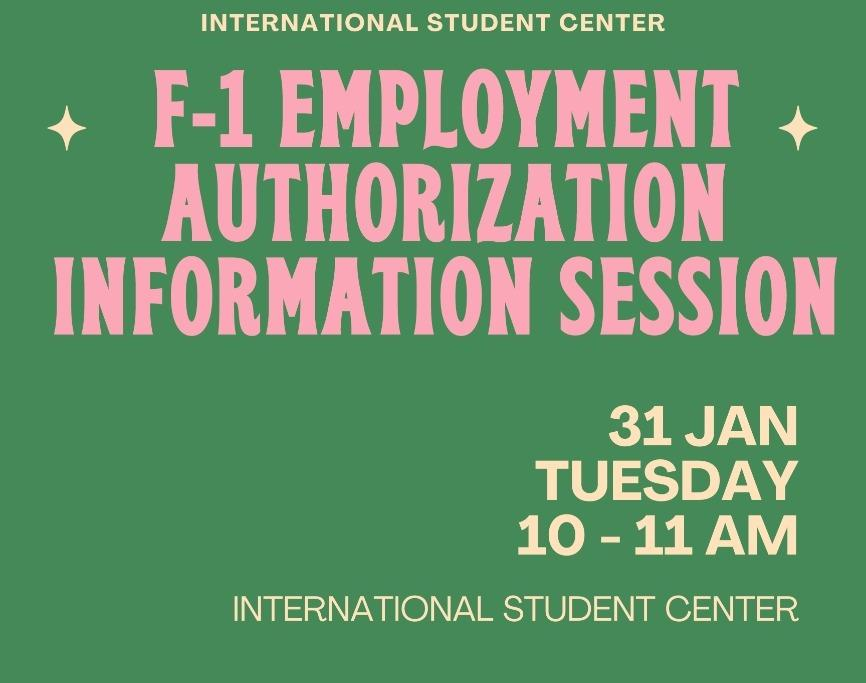 INTERNATIONAL STUDENT CENTER
F-1 EMPLOYMENT
AUTHORIZATION
INFORMATION SESSION
31 JAN
TUESDAY
10 - 11 AM
INTERNATIONAL STUDENT CENTER